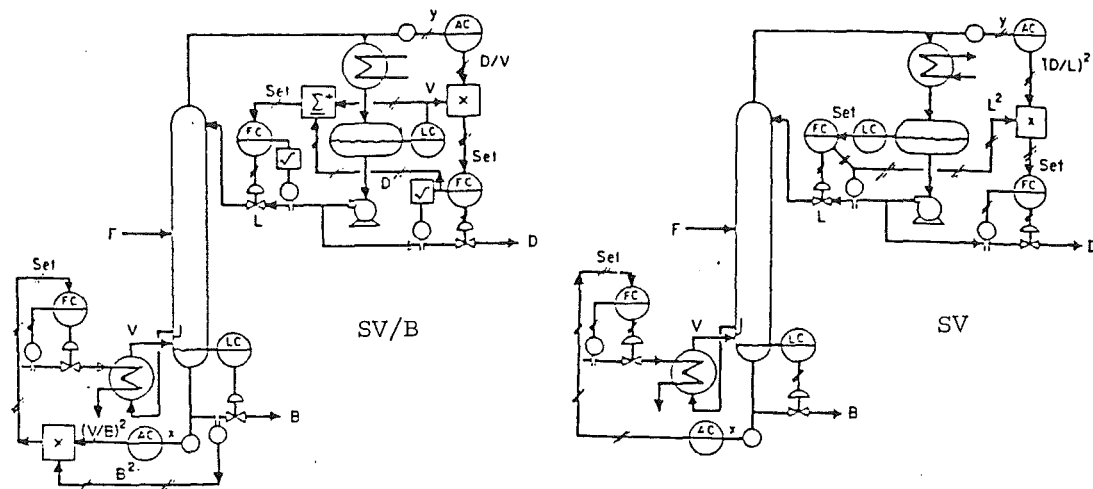 y
AC
D/V
V
x
Set
Σ+
FC
√
LC
Set
D
√
FC
L
F
D
Set
FC
V
SV/B
LC
B
x
(V/B)²
AC
x
B²
y
AC
(D/L)²
L²
x
Set
FC
LC
Set
FC
L
F
D
Set
FC
V
SV
LC
B
AC
x